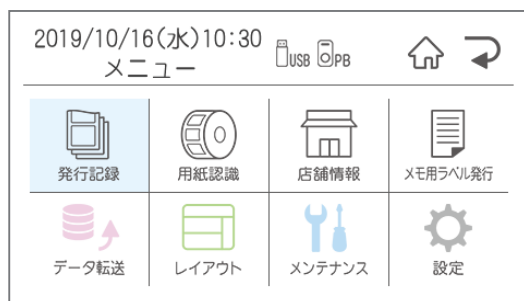 2019/10/16(水)10:30
USB PB
メニュー
発行記録 用紙認識 店舗情報 メモ用ラベル発行
データ転送 レイアウト メンテナンス 設定